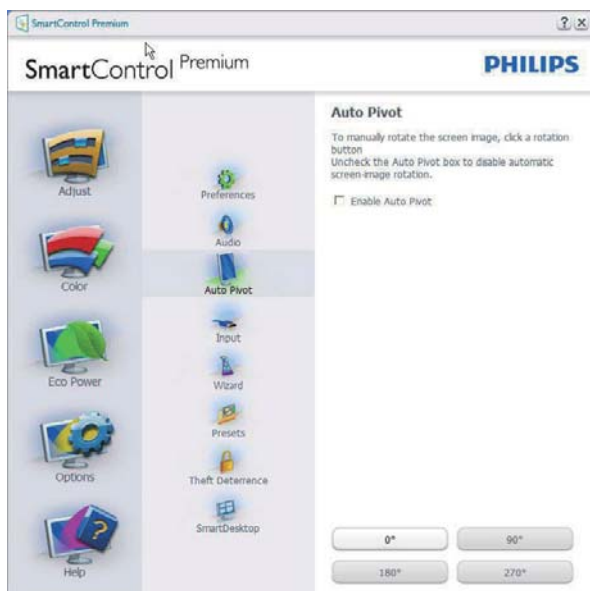 SmartControl Premium
SmartControl Premium
PHILIPS
Adjust
Color
Eco Power
Options
Help
Preferences
Audio
Auto Pivot
Input
Wizard
Presets
Theft Deterrence
SmartDesktop
Auto Pivot
To manually rotate the screen image, click a rotation
button
Uncheck the Auto Pivot box to disable automatic
screen-image rotation.
Enable Auto Pivot
0°
90°
180°
270°